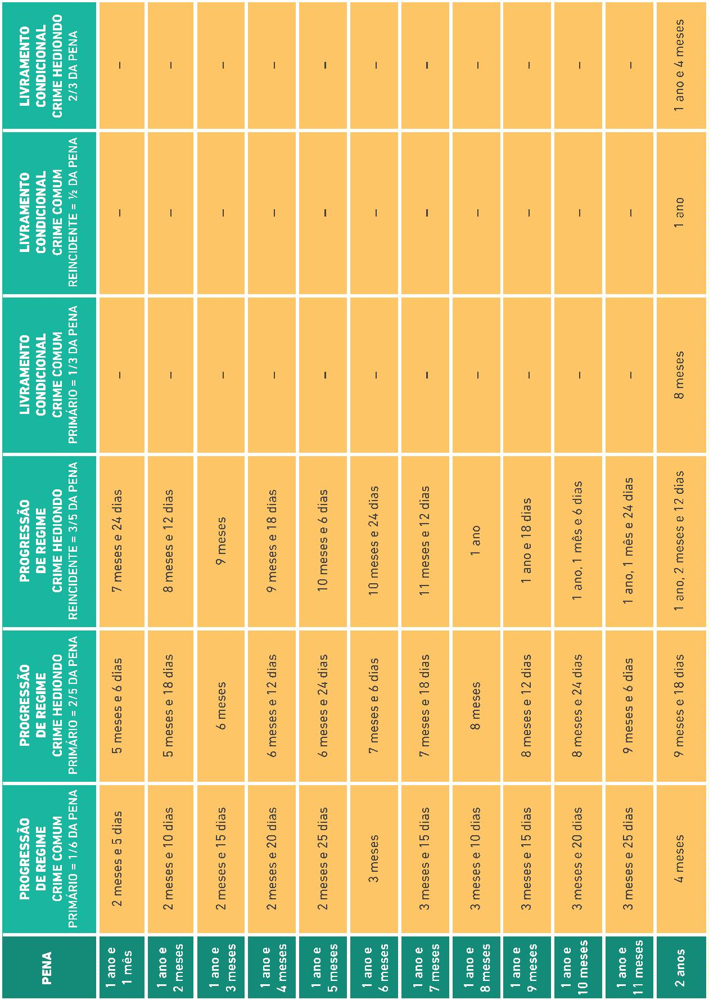 PENA
PROGRESSÃO
DE REGIME
CRIME COMUM
PRIMÁRIO = 1/6 DA PENA
PROGRESSÃO
DE REGIME
CRIME HEDIONDO
PRIMÁRIO = 2/5 DA PENA
PROGRESSÃO
DE REGIME
CRIME HEDIONDO
REINCIDENTE = 3/5 DA PENA
LIVRAMENTO
CONDICIONAL
CRIME COMUM
PRIMÁRIO = 1/3 DA PENA
LIVRAMENTO
CONDICIONAL
CRIME COMUM
REINCIDENTE = ½ DA PENA
LIVRAMENTO
CONDICIONAL
CRIME HEDIONDO
2/3 DA PENA
1 ano e
1 mês
2 meses e 5 dias
5 meses e 6 dias
7 meses e 24 dias
–
–
–
1 ano e
2 meses
2 meses e 10 dias
5 meses e 18 dias
8 meses e 12 dias
–
–
–
1 ano e
3 meses
2 meses e 15 dias
6 meses
9 meses
–
–
–
1 ano e
4 meses
2 meses e 20 dias
6 meses e 12 dias
9 meses e 18 dias
–
–
–
1 ano e
5 meses
2 meses e 25 dias
6 meses e 24 dias
10 meses e 6 dias
–
–
–
1 ano e
6 meses
3 meses
7 meses e 6 dias
10 meses e 24 dias
–
–
–
1 ano e
7 meses
3 meses e 15 dias
7 meses e 18 dias
11 meses e 12 dias
–
–
–
1 ano e
8 meses
3 meses e 10 dias
8 meses
1 ano
–
–
–
1 ano e
9 meses
3 meses e 15 dias
8 meses e 12 dias
1 ano e 18 dias
–
–
–
1 ano e
10 meses
3 meses e 20 dias
8 meses e 24 dias
1 ano, 1 mês e 6 dias
–
–
–
1 ano e
11 meses
3 meses e 25 dias
9 meses e 6 dias
1 ano, 1 mês e 24 dias
–
–
–
2 anos
4 meses
9 meses e 18 dias
1 ano, 2 meses e 12 dias
8 meses
1 ano
1 ano e 4 meses